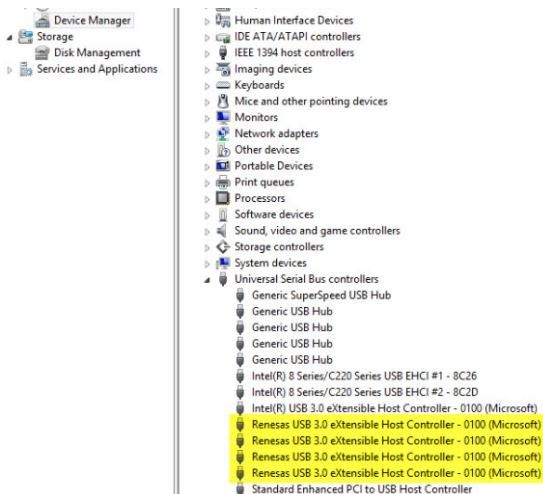 Device Manager
Storage
Disk Management
Services and Applications
Human Interface Devices
IDE ATA/ATAPI controllers
IEEE 1394 host controllers
Imaging devices
Keyboards
Mice and other pointing devices
Monitors
Network adapters
Other devices
Portable Devices
Print queues
Processors
Software devices
Sound, video and game controllers
Storage controllers
System devices
Universal Serial Bus controllers
Generic SuperSpeed USB Hub
Generic USB Hub
Generic USB Hub
Generic USB Hub
Generic USB Hub
Intel(R) 8 Series/C220 Series USB EHCI #1 - 8C26
Intel(R) 8 Series/C220 Series USB EHCI #2 - 8C2D
Intel(R) USB 3.0 eXtensible Host Controller - 0100 (Microsoft)
Renesas USB 3.0 eXtensible Host Controller - 0100 (Microsoft)
Renesas USB 3.0 eXtensible Host Controller - 0100 (Microsoft)
Renesas USB 3.0 eXtensible Host Controller - 0100 (Microsoft)
Renesas USB 3.0 eXtensible Host Controller - 0100 (Microsoft)
Standard Enhanced PCI to USB Host Controller